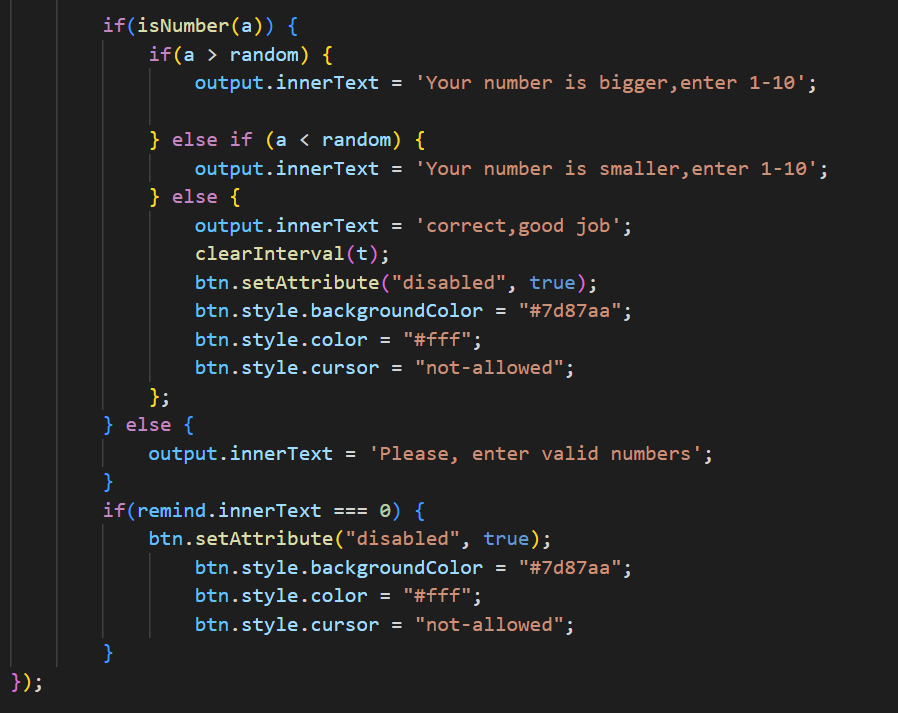 if(isNumber(a)) {
if(a > random) {
output.innerText = 'Your number is bigger,enter 1-10';
} else if (a < random) {
output.innerText = 'Your number is smaller,enter 1-10';
} else {
output.innerText = 'correct,good job';
clearInterval(t);
btn.setAttribute("disabled", true);
btn.style.backgroundColor = "#7d87aa";
btn.style.color = "#fff";
btn.style.cursor = "not-allowed";
};
} else {
output.innerText = 'Please, enter valid numbers';
}
if(remind.innerText === 0) {
btn.setAttribute("disabled", true);
btn.style.backgroundColor = "#7d87aa";
btn.style.color = "#fff";
btn.style.cursor = "not-allowed";
}
});